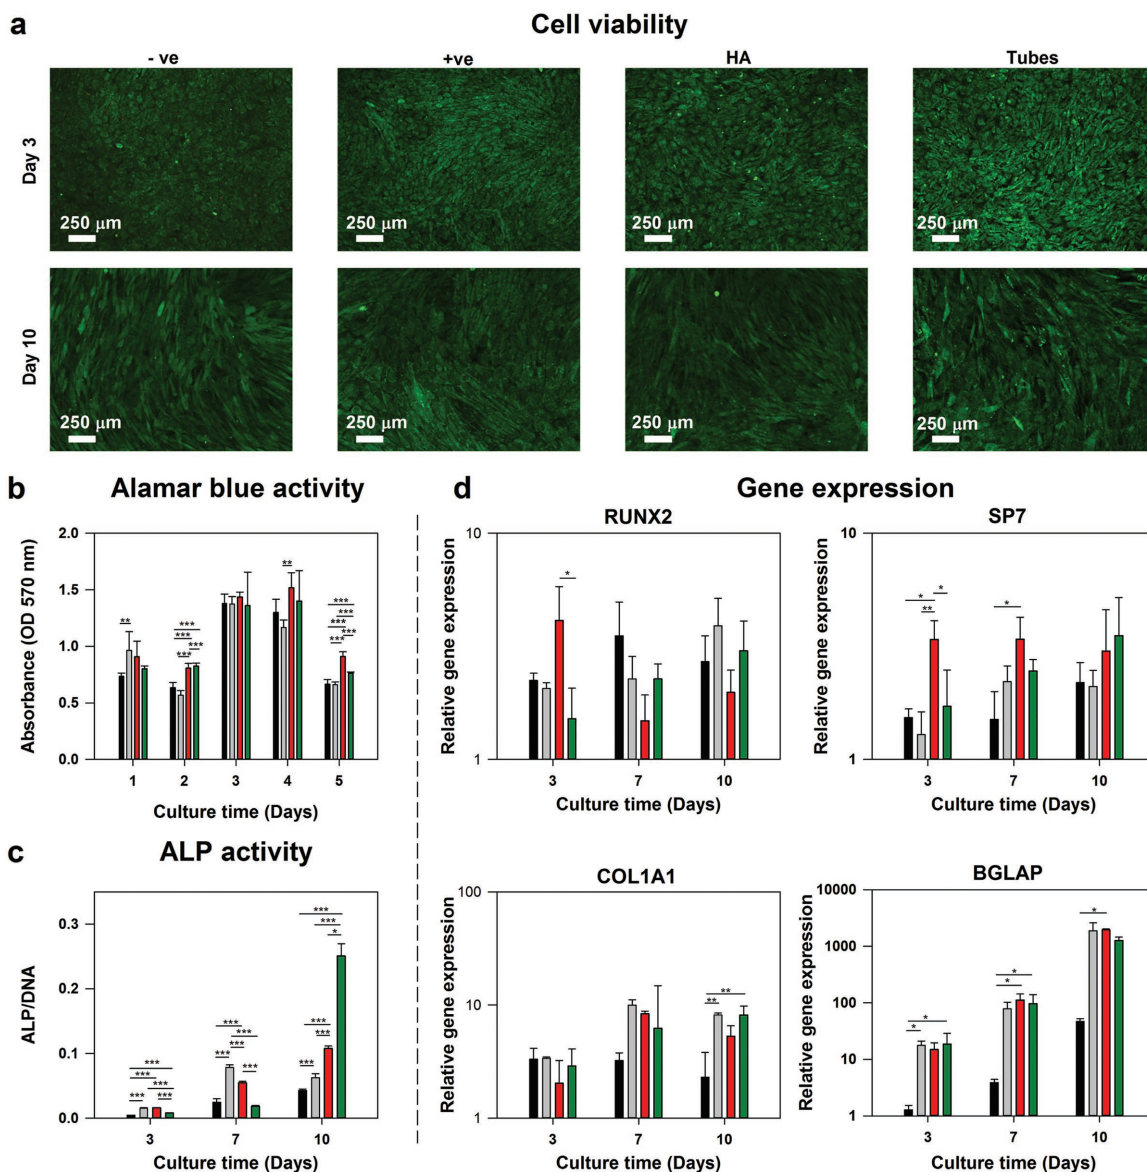 a
Cell viability
- ve
+ve
HA
Tubes
Day 3
250 µm
250 µm
250 µm
250 µm
Day 10
250 µm
250 µm
250 µm
250 µm
b
Alamar blue activity
Absorbance (OD 570 nm)
2.0
1.5
1.0
0.5
0.0
**
***
***
***
***
**
***
***
***
***
***
1
2
3
4
5
Culture time (Days)
c
ALP activity
ALP/DNA
0.3
0.2
0.1
0.0
***
***
***
***
***
***
***
***
***
***
***
***
*
***
***
***
3
7
10
Culture time (Days)
d
Gene expression
RUNX2
Relative gene expression
10
1
*
3
7
10
Culture time (Days)
SP7
Relative gene expression
10
1
*
**
*
*
3
7
10
Culture time (Days)
COL1A1
Relative gene expression
100
10
1
**
**
3
7
10
Culture time (Days)
BGLAP
Relative gene expression
10000
1000
100
10
1
*
*
*
*
*
3
7
10
Culture time (Days)